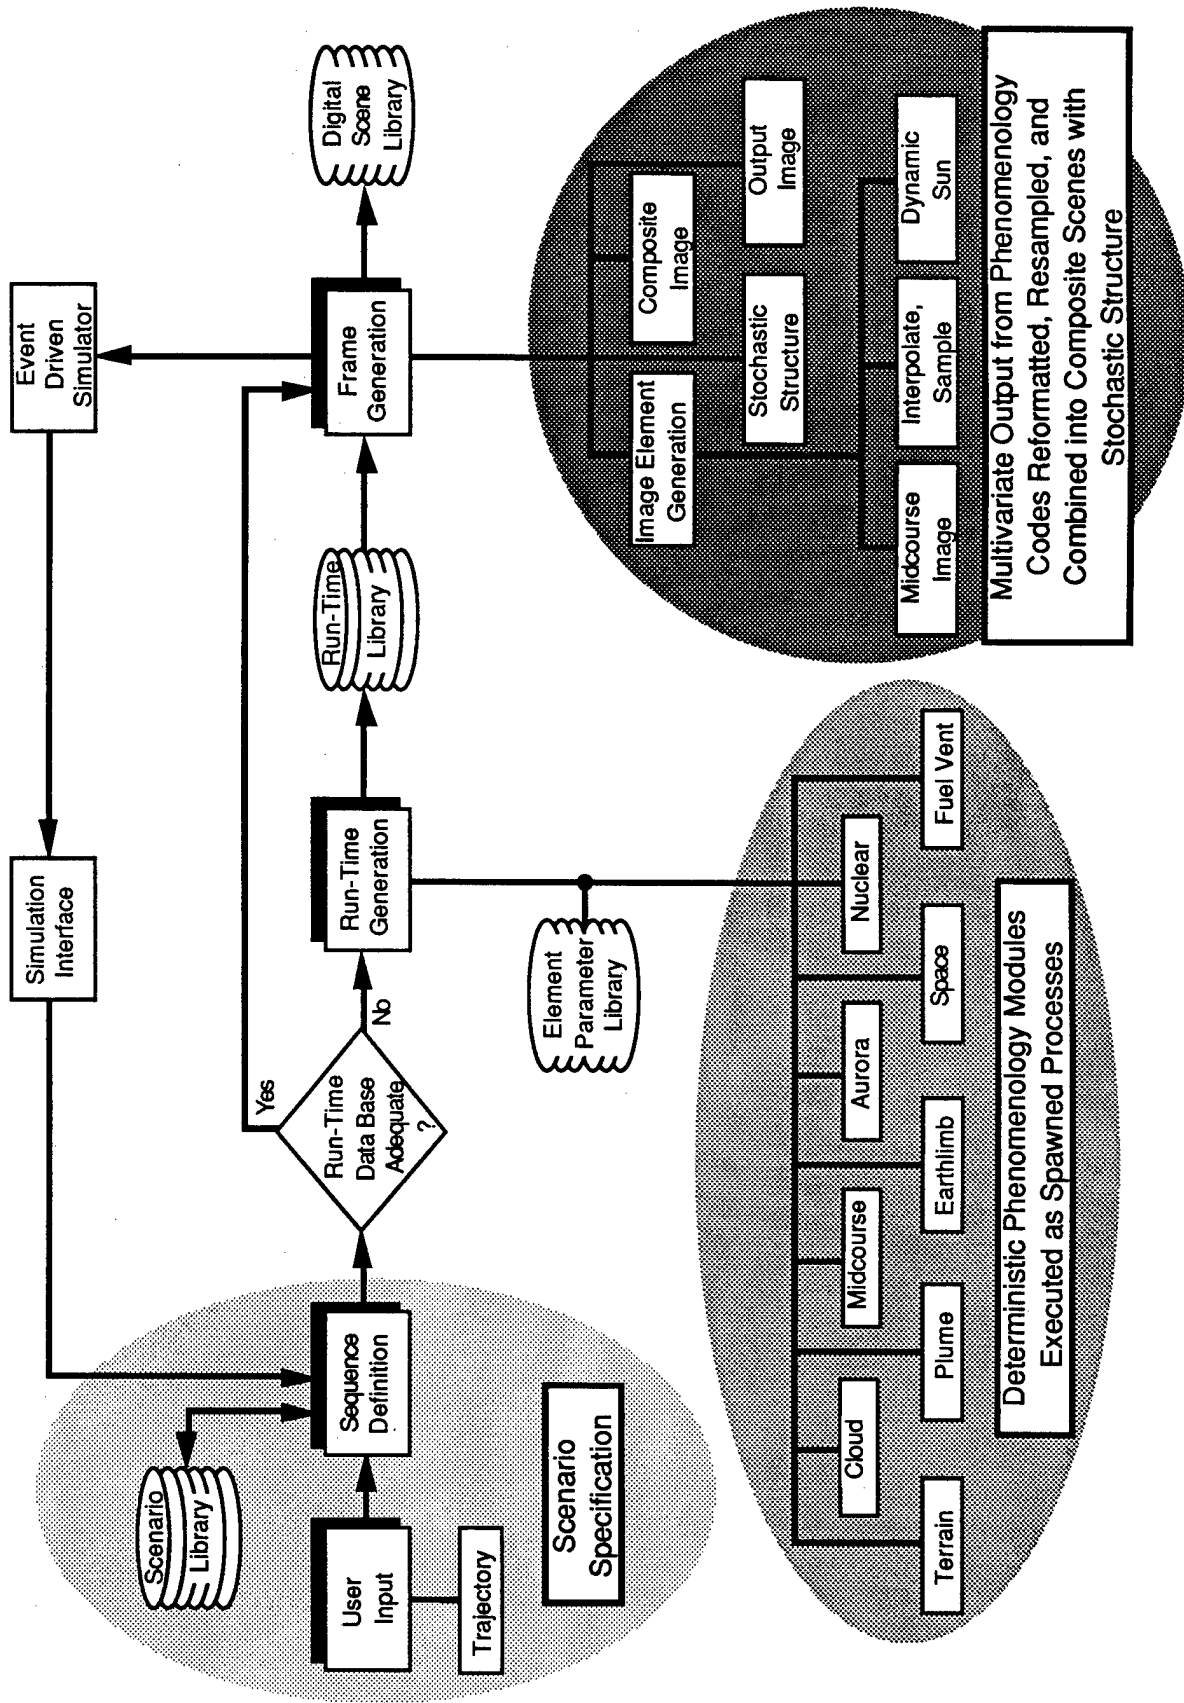 Event
Driven
Simulator
Simulation
Interface
Scenario
Library
User
Input
Trajectory
Sequence
Definition
Scenario
Specification
Run-Time
Data Base
Adequate
?
Yes
No
Run-Time
Generation
Run-Time
Library
Frame
Generation
Digital
Scene
Library
Element
Parameter
Library
Terrain
Cloud
Plume
Midcourse
Earthlimb
Aurora
Space
Nuclear
Fuel Vent
Deterministic Phenomenology Modules
Executed as Spawned Processes
Image Element
Generation
Composite
Image
Stochastic
Structure
Output
Image
Midcourse
Image
Interpolate,
Sample
Dynamic
Sun
Multivariate Output from Phenomenology
Codes Reformatted, Resampled, and
Combined into Composite Scenes with
Stochastic Structure